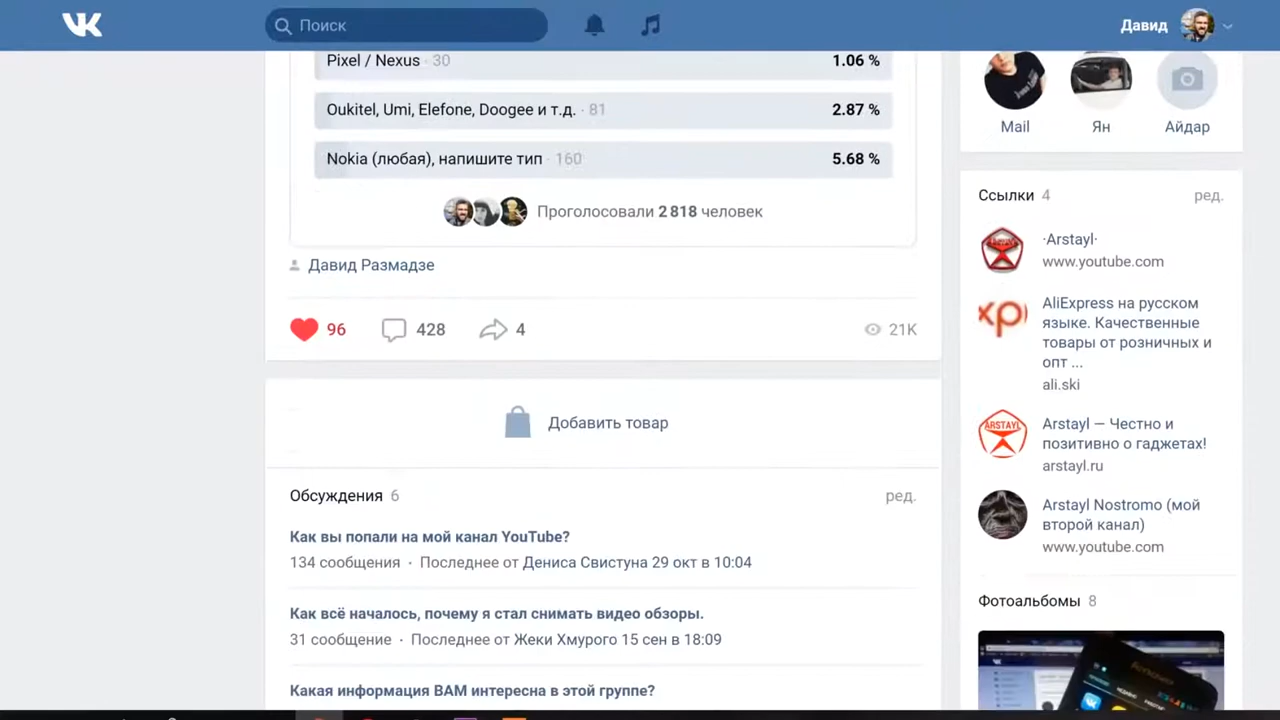 Поиск
Давид
Pixel / Nexus · 30 1.06 %
Oukitel, Umi, Elefone, Doogee и т.д. · 81 2.87 %
Nokia (любая), напишите тип · 160 5.68 %
Проголосовали 2 818 человек
Давид Размадзе
96 428 4 21K
Добавить товар
Обсуждения 6 ред.
Как вы попали на мой канал YouTube?
134 сообщения · Последнее от Дениса Свистуна 29 окт в 10:04
Как всё началось, почему я стал снимать видео обзоры.
31 сообщение · Последнее от Жеки Хмурого 15 сен в 18:09
Какая информация ВАМ интересна в этой группе?
Mail Ян Айдар
Ссылки 4 ред.
·Arstayl·
www.youtube.com
AliExpress на русском
языке. Качественные
товары от розничных и
опт ...
ali.ski
ARSTAYL
Arstayl — Честно и
позитивно о гаджетах!
arstayl.ru
Arstayl Nostromo (мой
второй канал)
www.youtube.com
Фотоальбомы 8